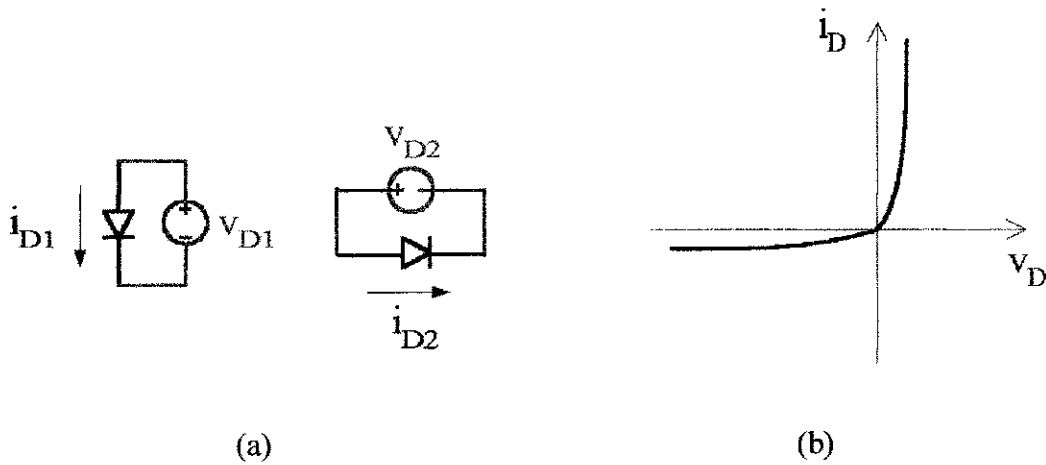 i_D1
+
-
v_D1
v_D2
+ -
i_D2
(a)
i_D
v_D
(b)